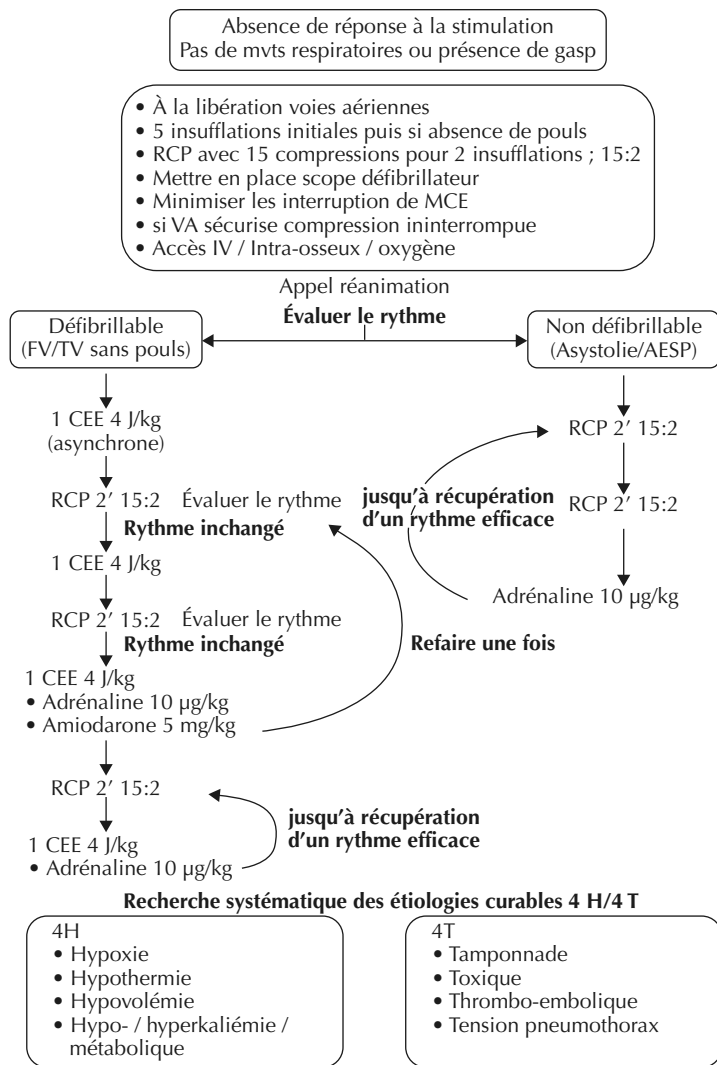 Absence de réponse à la stimulation
Pas de mvts respiratoires ou présence de gasp
• À la libération voies aériennes
• 5 insufflations initiales puis si absence de pouls
• RCP avec 15 compressions pour 2 insufflations ; 15:2
• Mettre en place scope défibrillateur
• Minimiser les interruption de MCE
• si VA sécurise compression ininterrompue
• Accès IV / Intra-osseux / oxygène
Appel réanimation
Évaluer le rythme
Défibrillable
(FV/TV sans pouls)
1 CEE 4 J/kg
(asynchrone)
RCP 2′ 15:2 Évaluer le rythme
Rythme inchangé
1 CEE 4 J/kg
RCP 2′ 15:2 Évaluer le rythme
Rythme inchangé
1 CEE 4 J/kg
• Adrénaline 10 µg/kg
• Amiodarone 5 mg/kg
Refaire une fois
RCP 2′ 15:2
1 CEE 4 J/kg
• Adrénaline 10 µg/kg
jusqu’à récupération
d’un rythme efficace
Non défibrillable
(Asystolie/AESP)
RCP 2′ 15:2
RCP 2′ 15:2
Adrénaline 10 µg/kg
jusqu’à récupération
d’un rythme efficace
Recherche systématique des étiologies curables 4 H/4 T
4H
• Hypoxie
• Hypothermie
• Hypovolémie
• Hypo- / hyperkaliémie /
métabolique
4T
• Tamponnade
• Toxique
• Thrombo-embolique
• Tension pneumothorax